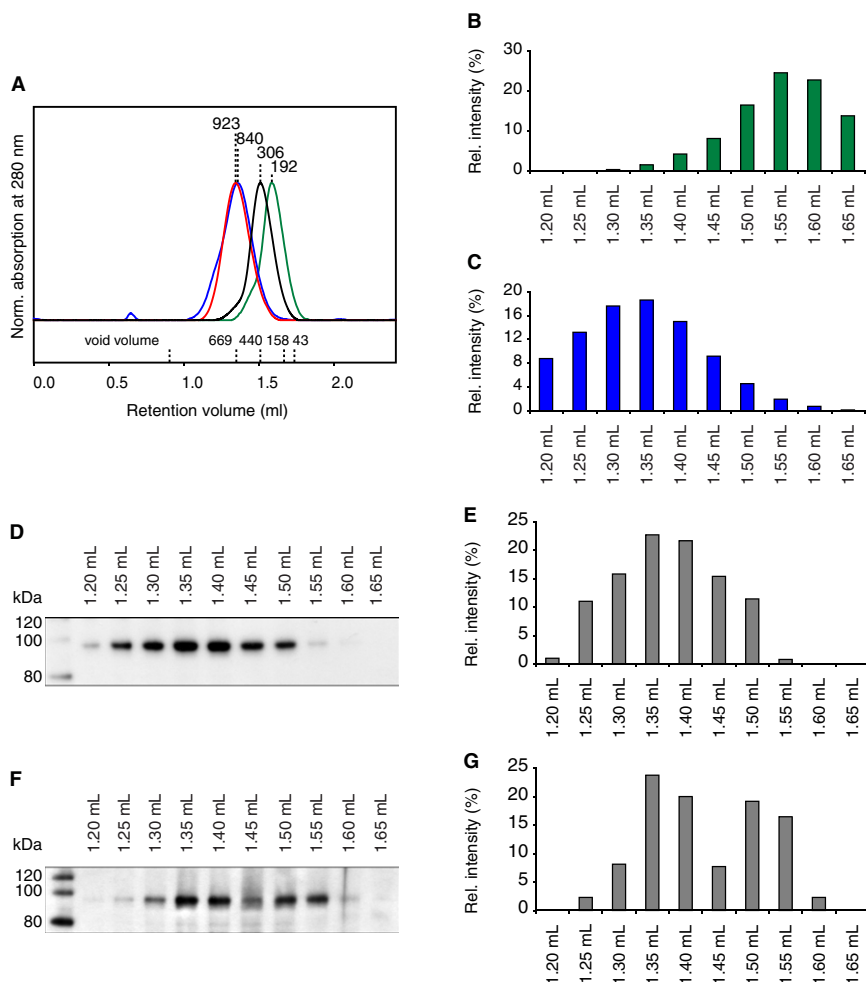 A
923
840
306
192
Norm. absorption at 280 nm
void volume
669 440 158 43
0.0 0.5 1.0 1.5 2.0
Retention volume (ml)
B
Rel. intensity (%)
30
20
10
0
1.20 mL 1.25 mL 1.30 mL 1.35 mL 1.40 mL 1.45 mL 1.50 mL 1.55 mL 1.60 mL 1.65 mL
C
Rel. intensity (%)
20
16
12
8
4
0
1.20 mL 1.25 mL 1.30 mL 1.35 mL 1.40 mL 1.45 mL 1.50 mL 1.55 mL 1.60 mL 1.65 mL
D
1.20 mL 1.25 mL 1.30 mL 1.35 mL 1.40 mL 1.45 mL 1.50 mL 1.55 mL 1.60 mL 1.65 mL
kDa
120
100
80
E
Rel. intensity (%)
25
20
15
10
5
0
1.20 mL 1.25 mL 1.30 mL 1.35 mL 1.40 mL 1.45 mL 1.50 mL 1.55 mL 1.60 mL 1.65 mL
F
1.20 mL 1.25 mL 1.30 mL 1.35 mL 1.40 mL 1.45 mL 1.50 mL 1.55 mL 1.60 mL 1.65 mL
kDa
120
100
80
G
Rel. intensity (%)
25
20
15
10
5
0
1.20 mL 1.25 mL 1.30 mL 1.35 mL 1.40 mL 1.45 mL 1.50 mL 1.55 mL 1.60 mL 1.65 mL